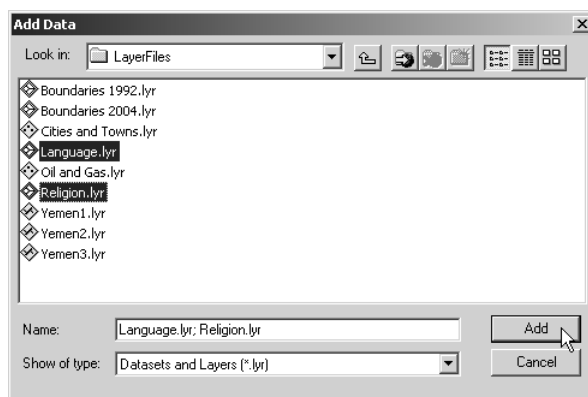 Add Data
Look in: LayerFiles
Boundaries 1992.lyr
Boundaries 2004.lyr
Cities and Towns.lyr
Language.lyr
Oil and Gas.lyr
Religion.lyr
Yemen1.lyr
Yemen2.lyr
Yemen3.lyr
Name: Language.lyr; Religion.lyr Add
Show of type: Datasets and Layers (*.lyr) Cancel